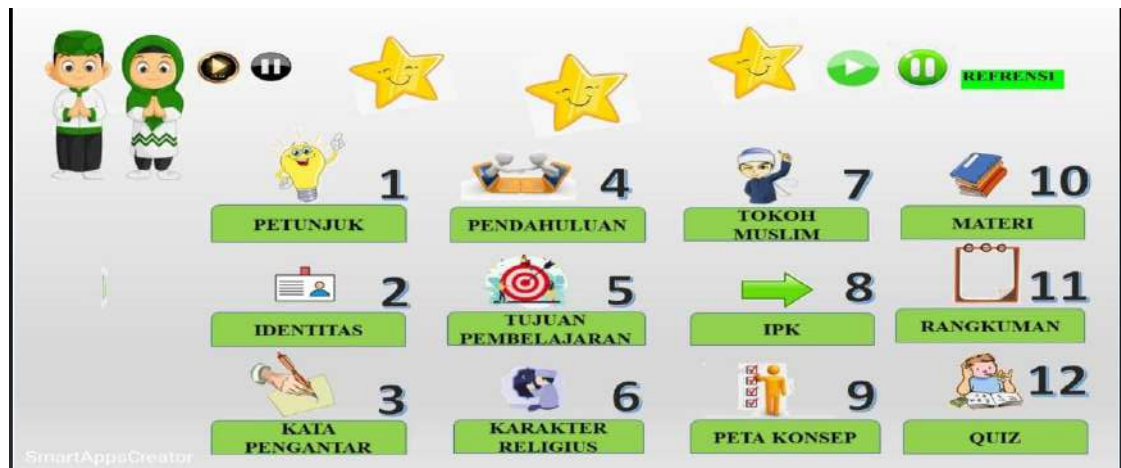 REFRENSI
1
4
7
10
PETUNJUK
PENDAHULUAN
TOKOH
MUSLIM
MATERI
2
5
8
11
IDENTITAS
TUJUAN
PEMBELAJARAN
IPK
RANGKUMAN
3
6
9
12
KATA
PENGANTAR
KARAKTER
RELIGIUS
PETA KONSEP
QUIZ
SmartAppsCreator